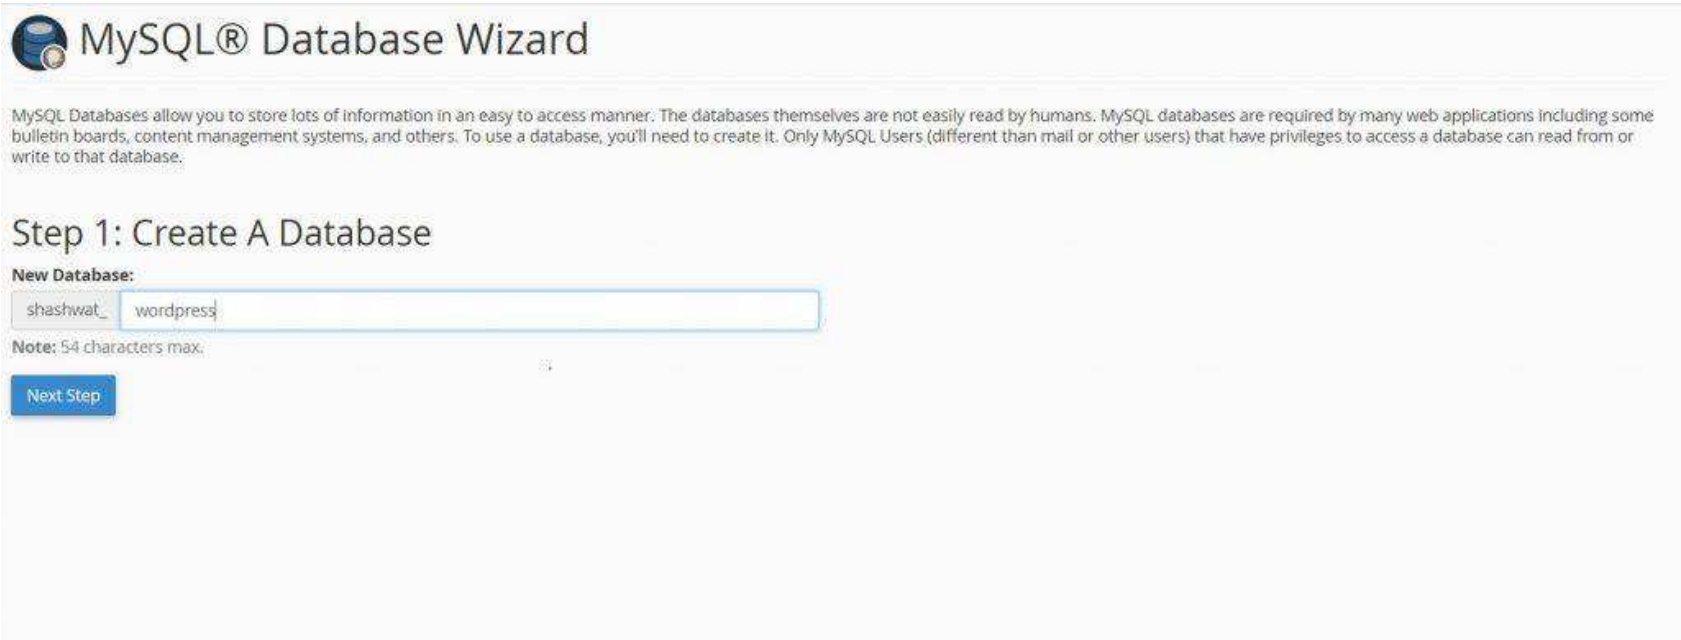 MySQL® Database Wizard
MySQL Databases allow you to store lots of information in an easy to access manner. The databases themselves are not easily read by humans. MySQL databases are required by many web applications including some
bulletin boards, content management systems, and others. To use a database, you'll need to create it. Only MySQL Users (different than mail or other users) that have privileges to access a database can read from or
write to that database.
Step 1: Create A Database
New Database:
shashwat_ wordpress
Note: 54 characters max.
Next Step